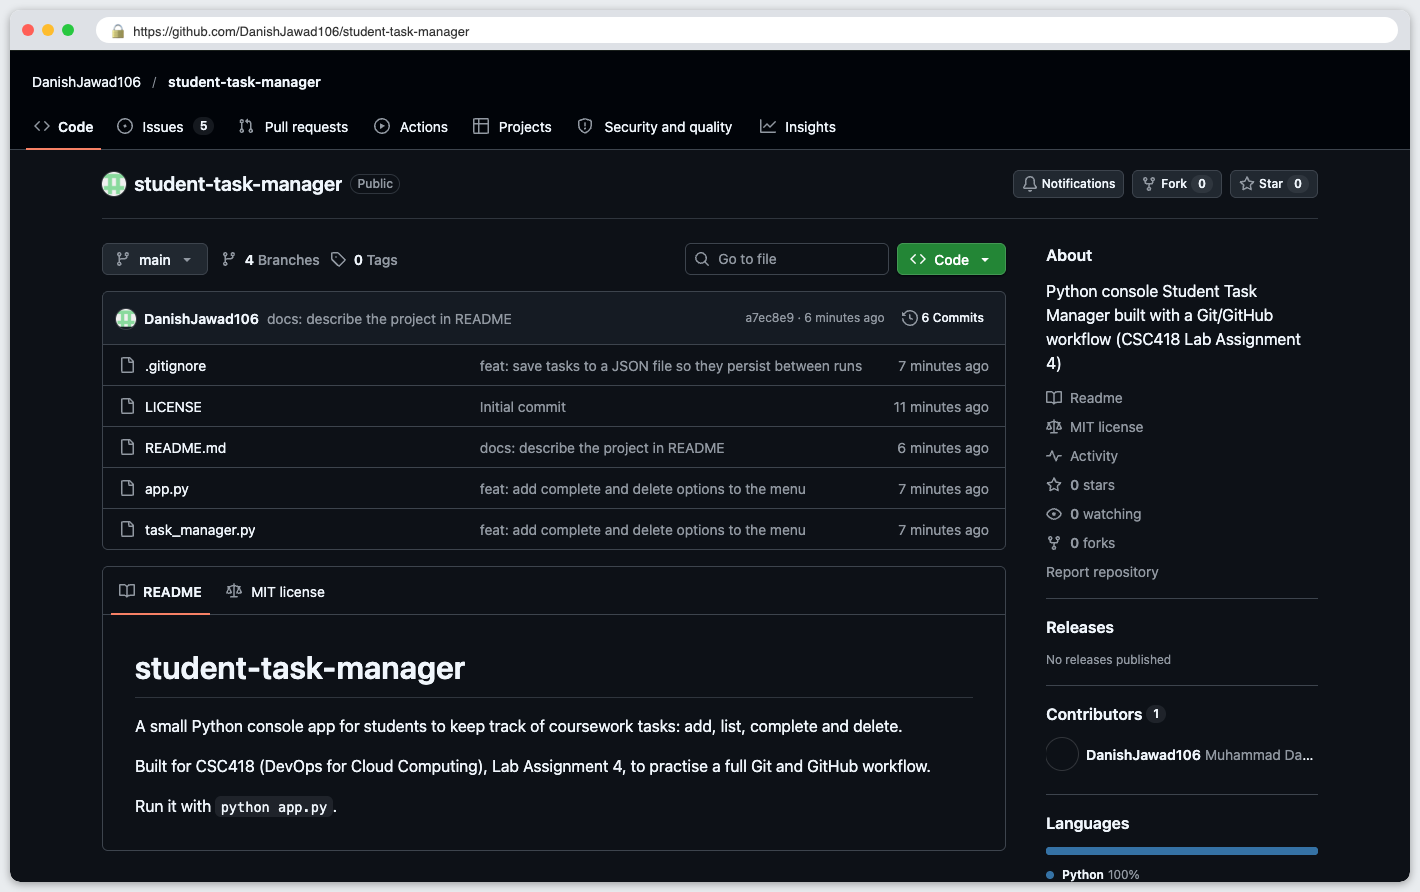 https://github.com/DanishJawad106/student-task-manager
DanishJawad106 / student-task-manager
Code Issues 5 Pull requests Actions Projects Security and quality Insights
student-task-manager Public
Notifications Fork 0 Star 0
main 4 Branches 0 Tags Go to file Code
DanishJawad106 docs: describe the project in README a7ec8e9 · 6 minutes ago 6 Commits
.gitignore feat: save tasks to a JSON file so they persist between runs 7 minutes ago
LICENSE Initial commit 11 minutes ago
README.md docs: describe the project in README 6 minutes ago
app.py feat: add complete and delete options to the menu 7 minutes ago
task_manager.py feat: add complete and delete options to the menu 7 minutes ago
README MIT license
student-task-manager
A small Python console app for students to keep track of coursework tasks: add, list, complete and delete.
Built for CSC418 (DevOps for Cloud Computing), Lab Assignment 4, to practise a full Git and GitHub workflow.
Run it with python app.py.
About
Python console Student Task
Manager built with a Git/GitHub
workflow (CSC418 Lab Assignment
4)
Readme
MIT license
Activity
0 stars
0 watching
0 forks
Report repository
Releases
No releases published
Contributors 1
DanishJawad106 Muhammad Da...
Languages
Python 100%